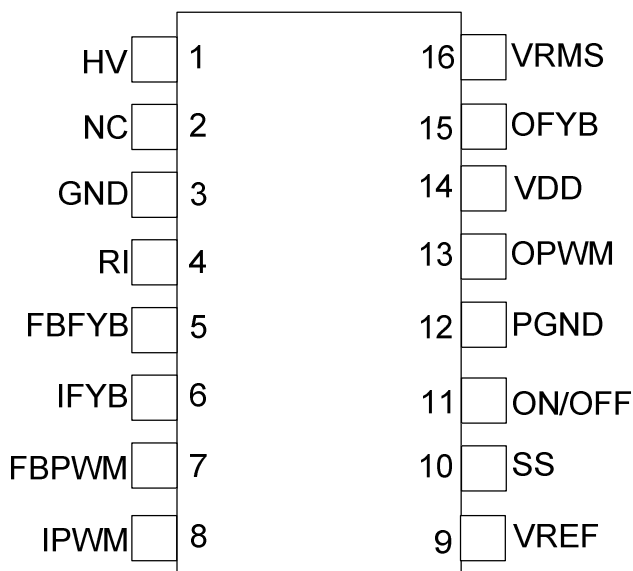 HV 1 16 VRMS
NC 2 15 OFYB
GND 3 14 VDD
RI 4 13 OPWM
FBFYB 5 12 PGND
IFYB 6 11 ON/OFF
FBPWM 7 10 SS
IPWM 8 9 VREF